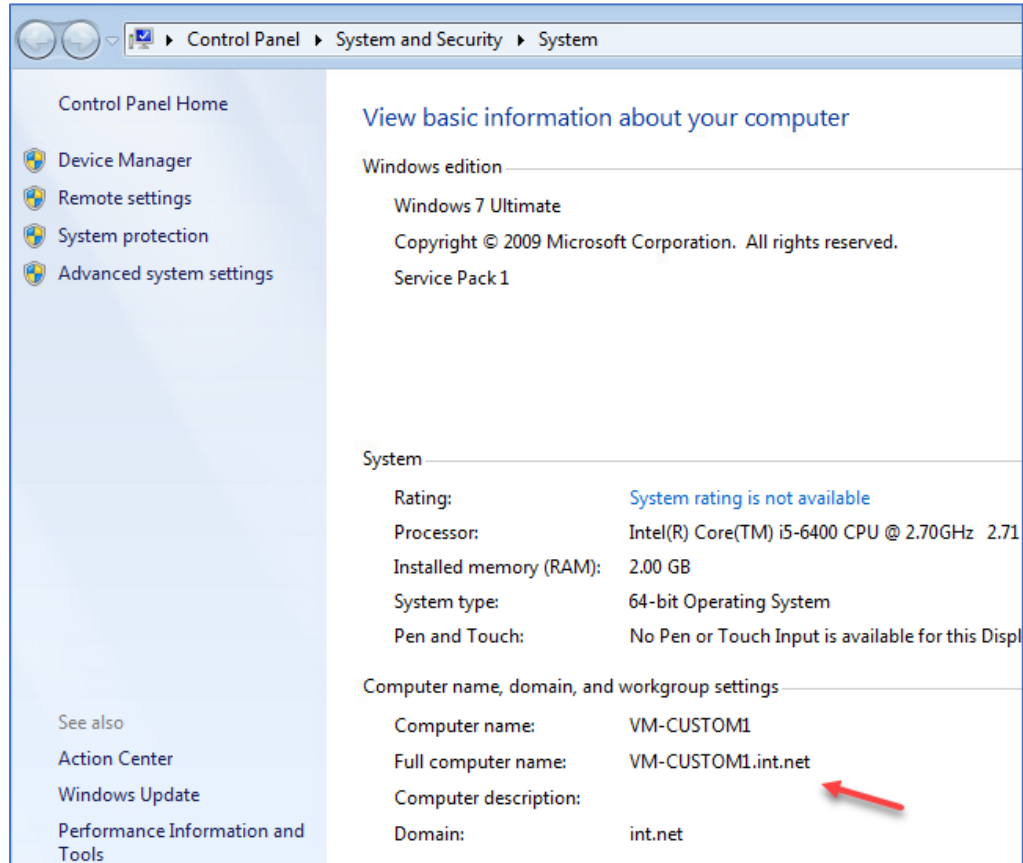 Control Panel ▸ System and Security ▸ System
Control Panel Home
Device Manager
Remote settings
System protection
Advanced system settings
See also
Action Center
Windows Update
Performance Information and
Tools
View basic information about your computer
Windows edition
Windows 7 Ultimate
Copyright © 2009 Microsoft Corporation. All rights reserved.
Service Pack 1
System
Rating: System rating is not available
Processor: Intel(R) Core(TM) i5-6400 CPU @ 2.70GHz 2.71
Installed memory (RAM): 2.00 GB
System type: 64-bit Operating System
Pen and Touch: No Pen or Touch Input is available for this Displ
Computer name, domain, and workgroup settings
Computer name: VM-CUSTOM1
Full computer name: VM-CUSTOM1.int.net
Computer description:
Domain: int.net